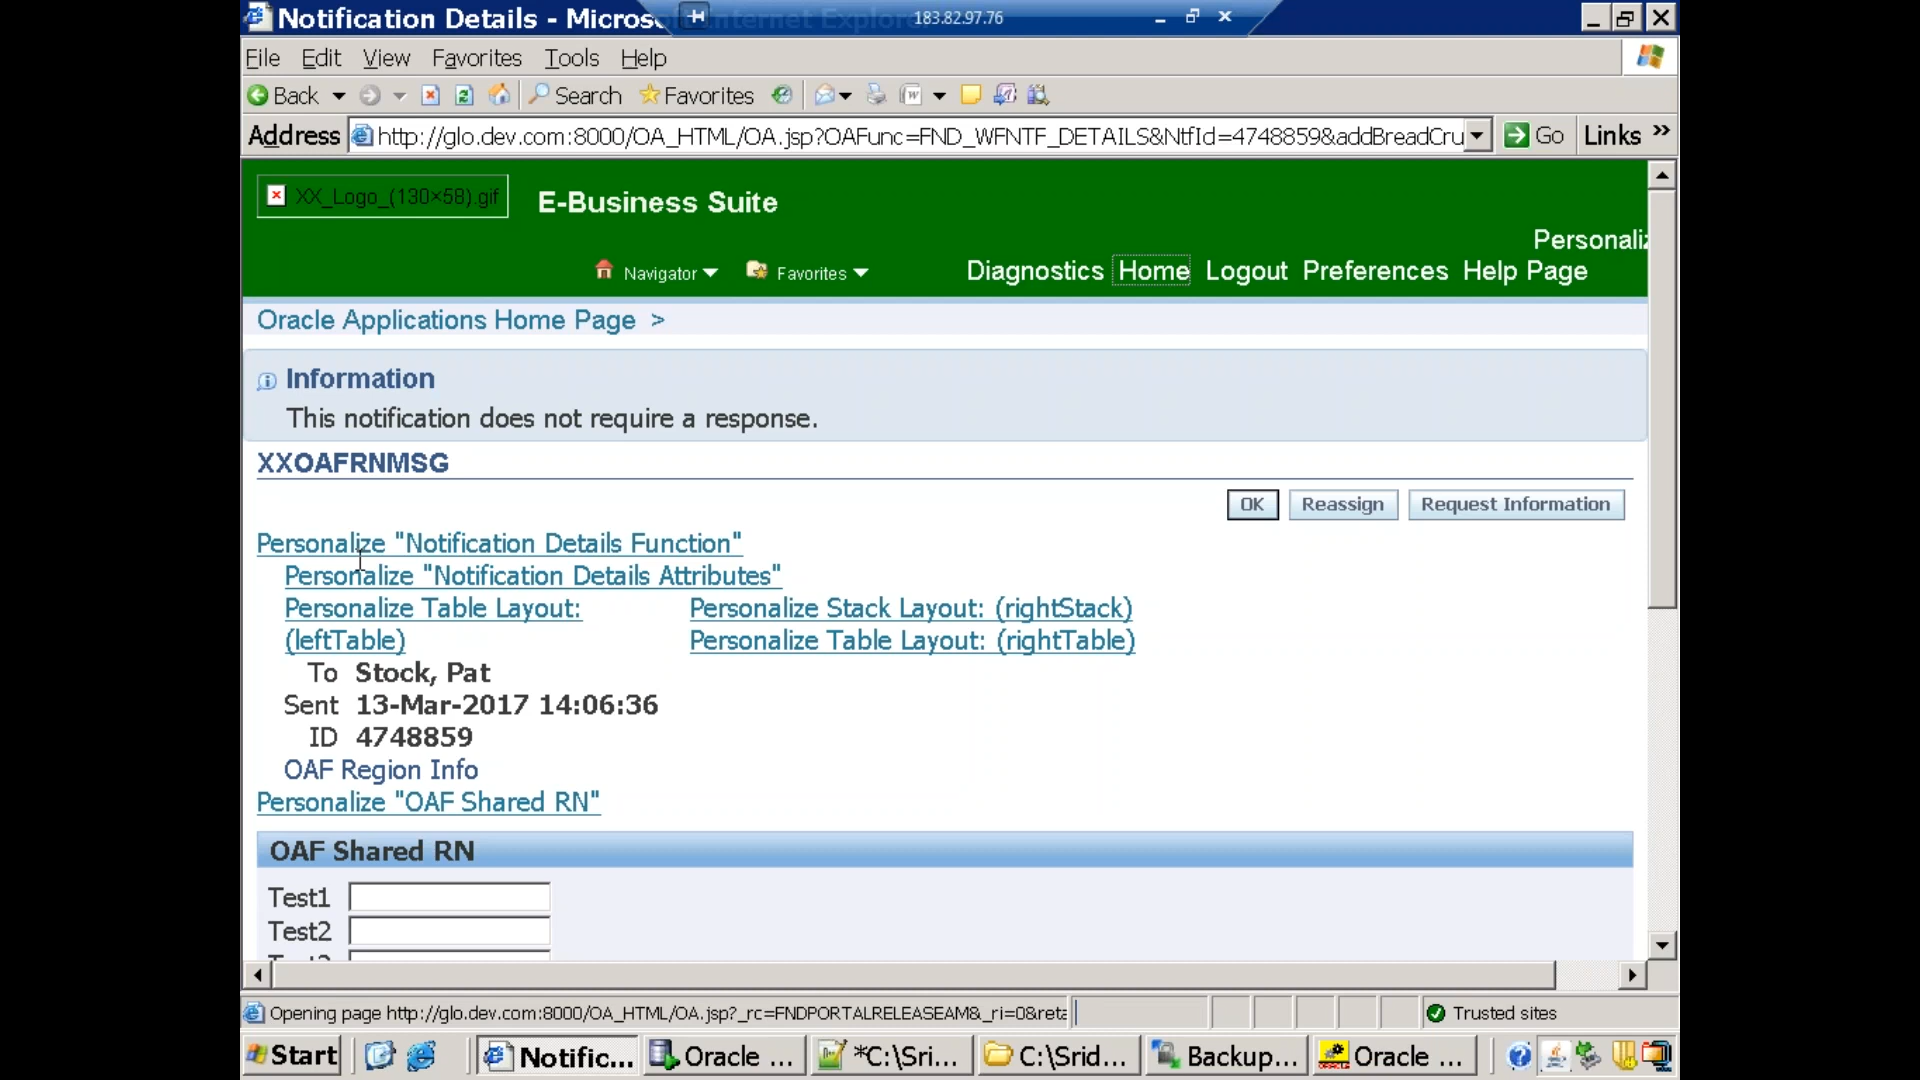 Notification Details - Micros
183.82.97.76
File Edit View Favorites Tools Help
Back Search Favorites
Address http://glo.dev.com:8000/OA_HTML/OA.jsp?OAFunc=FND_WFNTF_DETAILS&NtfId=4748859&addBreadCru Go Links »
XX_Logo_(130×58).gif E-Business Suite
Personaliz
Navigator Favorites Diagnostics Home Logout Preferences Help Page
Oracle Applications Home Page >
Information
This notification does not require a response.
XXOAFRNMSG
OK Reassign Request Information
Personalize "Notification Details Function"
Personalize "Notification Details Attributes"
Personalize Table Layout: Personalize Stack Layout: (rightStack)
(leftTable) Personalize Table Layout: (rightTable)
To Stock, Pat
Sent 13-Mar-2017 14:06:36
ID 4748859
OAF Region Info
Personalize "OAF Shared RN"
OAF Shared RN
Test1
Test2
Opening page http://glo.dev.com:8000/OA_HTML/OA.jsp?_rc=FNDPORTALRELEASEAM&_ri=0&reta Trusted sites
Start Notific... Oracle ... *C:\Sri... C:\Srid... Backup... Oracle ...